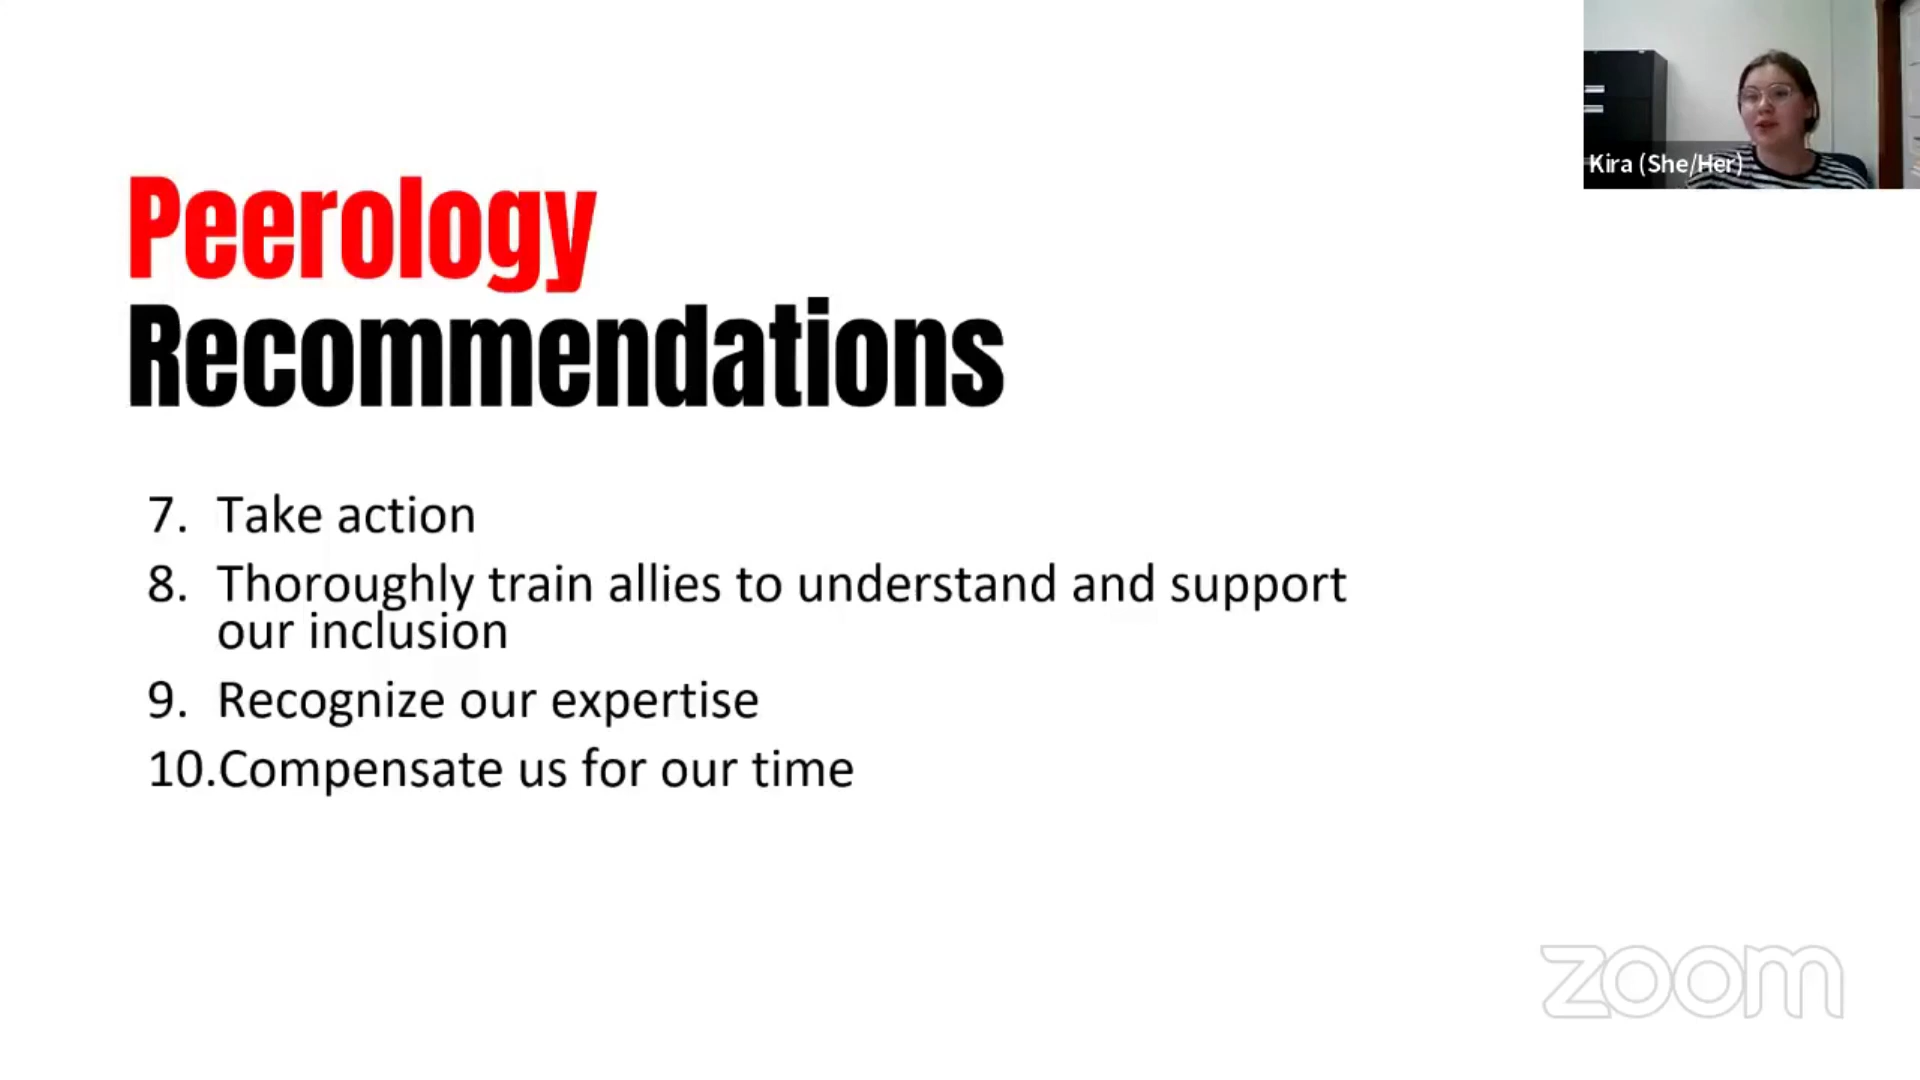 Kira (She/Her)
Peerology
Recommendations
7. Take action
8. Thoroughly train allies to understand and support
our inclusion
9. Recognize our expertise
10.Compensate us for our time
zoom